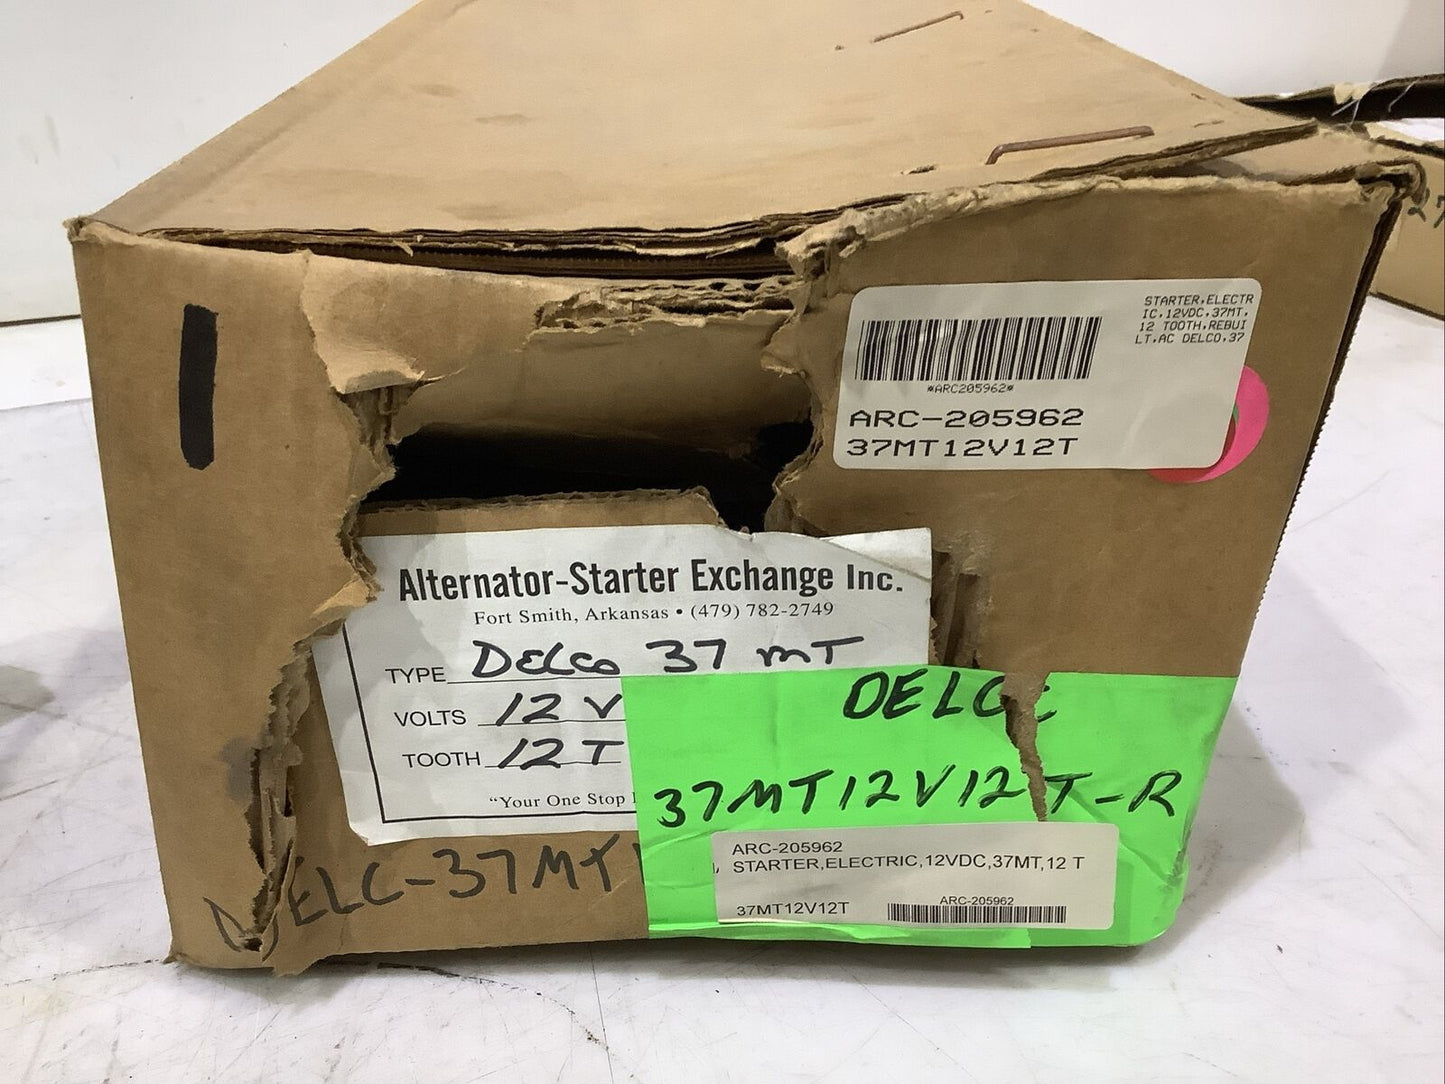 STARTER,ELECTR
IC,12VDC,37MT,
12 TOOTH,REBUI
LT,AC DELCO,37
*ARC205962*
ARC-205962
37MT12V12T
Alternator-Starter Exchange Inc.
Fort Smith, Arkansas • (479) 782-2749
TYPE DELCO 37 MT
VOLTS 12 V
TOOTH 12 T
"Your One Stop
DELCO
37MT12V12T-R
DELC-37MT
ARC-205962
STARTER,ELECTRIC,12VDC,37MT,12 T
37MT12V12T
ARC-205962
27